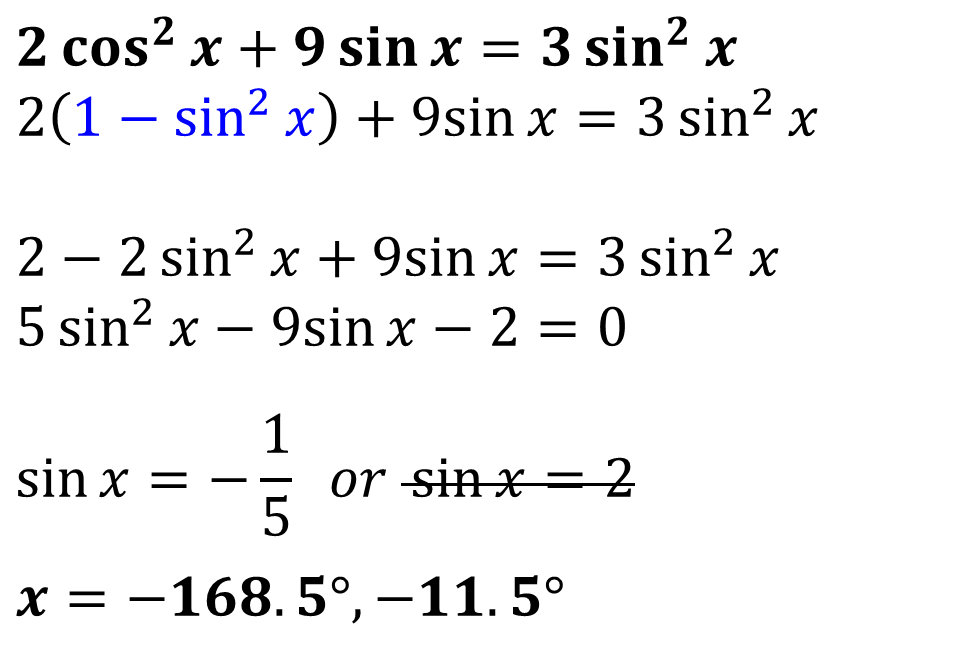 2 cos² x + 9 sin x = 3 sin² x
2(1 − sin² x) + 9sin x = 3 sin² x
2 − 2 sin² x + 9sin x = 3 sin² x
5 sin² x − 9sin x − 2 = 0
sin x = −1/5 or sin x = 2
x = −168.5°, −11.5°